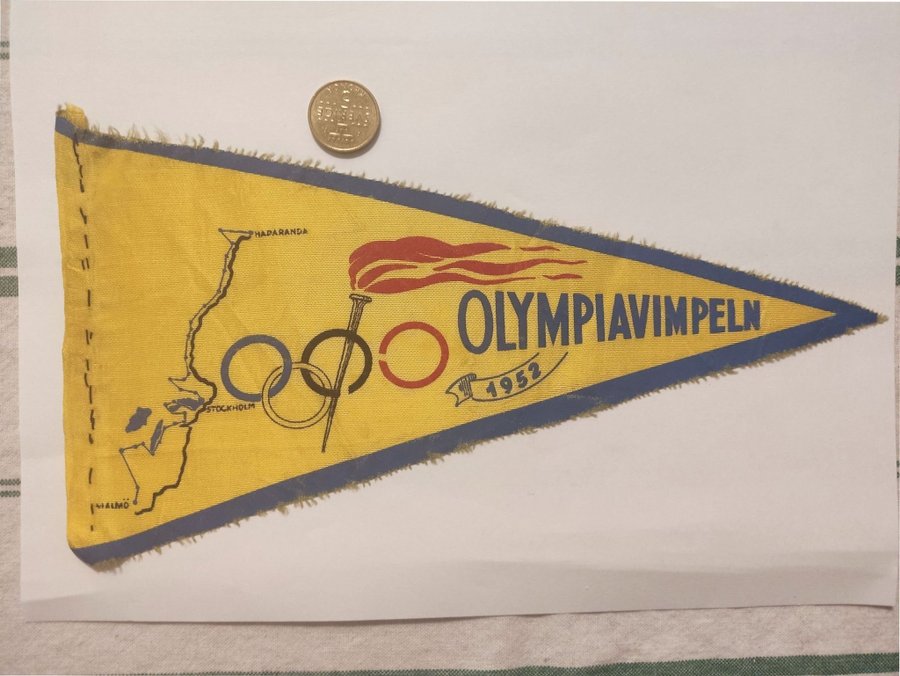 HAPARANDA
OLYMPIAVIMPELN
1952
STOCKHOLM
MALMÖ